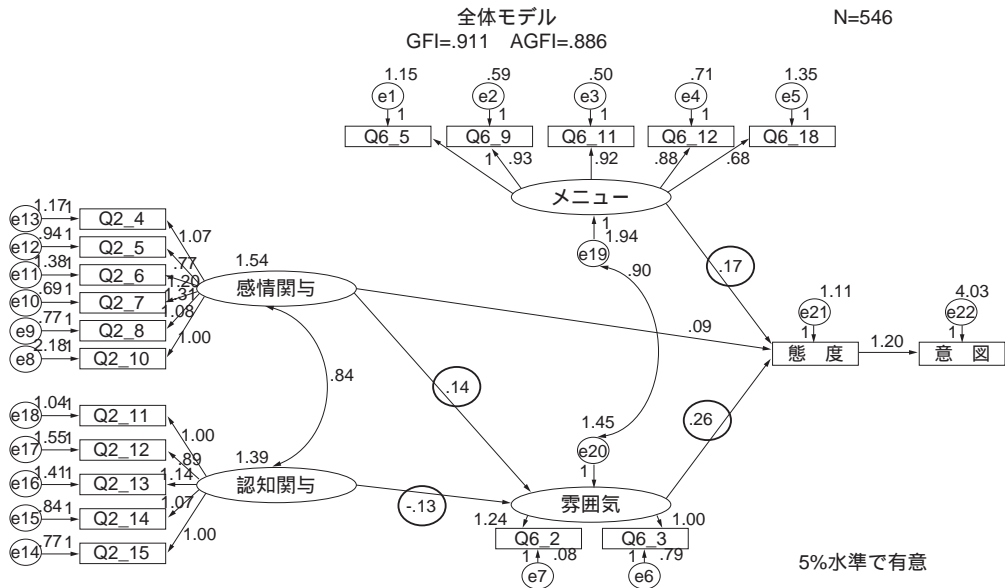 全体モデル
N=546
GFI=.911 AGFI=.886
1.15 .59 .50 .71 1.35
e1 e2 e3 e4 e5
1 1 1 1 1
Q6_5 Q6_9 Q6_11 Q6_12 Q6_18
1 .93 .92 .88 .68
メニュー
1
1.94
e19
.90
.17
e13 1.17 1 Q2_4
e12 .94 1 Q2_5
e11 1.38 1 Q2_6
e10 .69 1 Q2_7
e9 .77 1 Q2_8
e8 2.18 1 Q2_10
1.07
.77
1.20
1.31
1.08
1.00
1.54
感情関与
.09
1.11
e21
1
態 度
1.20
4.03
e22
1
意 図
.84
.14
.26
e18 1.04 1 Q2_11
e17 1.55 1 Q2_12
e16 1.41 1 Q2_13
e15 .84 1 Q2_14
e14 .77 1 Q2_15
1.00
.89
1.14
1.07
1.00
1.39
認知関与
-.13
1.45
e20
1
雰囲気
1.24 1.00
Q6_2 Q6_3
1 .08 1 .79
e7 e6
5%水準で有意